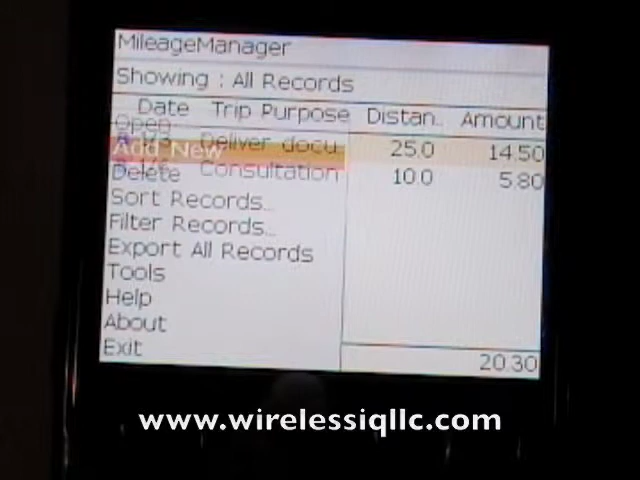 MileageManager
Showing : All Records
Date Trip Purpose Distan.. Amount
Open
Deliver docu 25.0 14.50
Add New
Delete Consultation 10.0 5.80
Sort Records...
Filter Records...
Export All Records
Tools
Help
About
Exit
20.30
www.wirelessiqllc.com